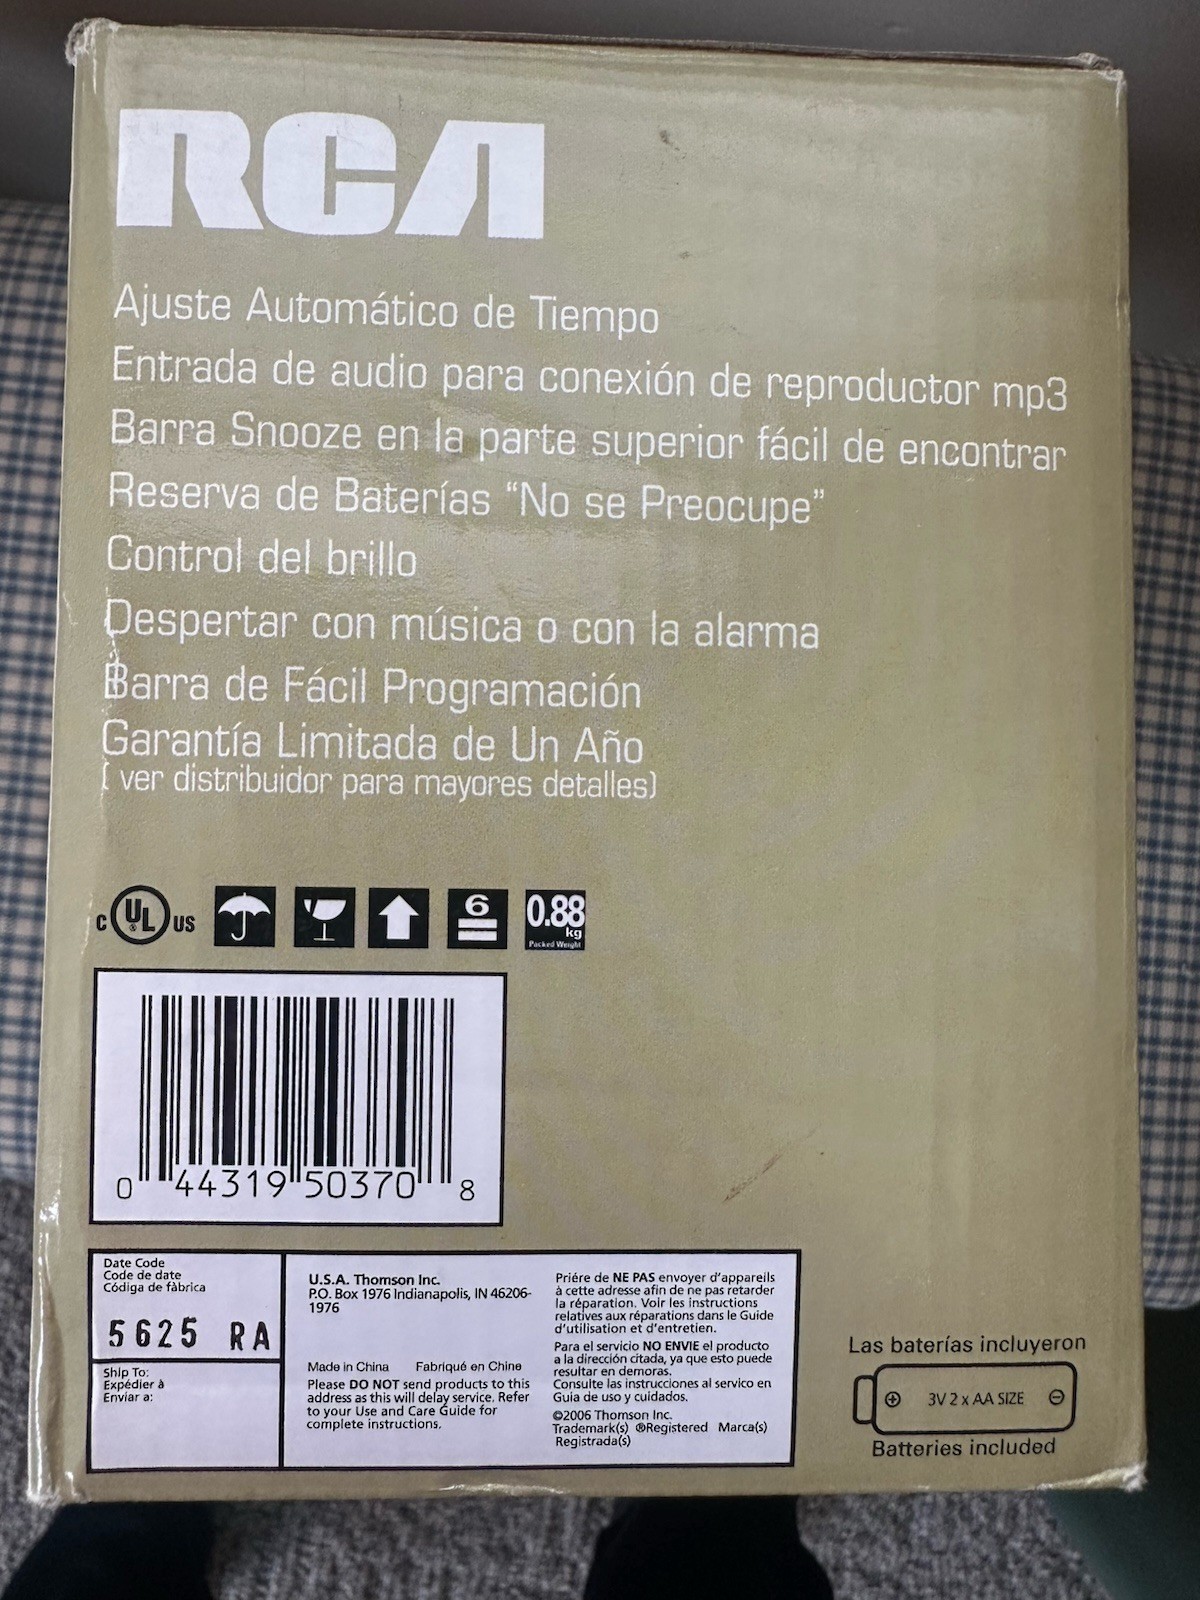 RCA
Ajuste Automático de Tiempo
Entrada de audio para conexión de reproductor mp3
Barra Snooze en la parte superior fácil de encontrar
Reserva de Baterías “No se Preocupe”
Control del brillo
Despertar con música o con la alarma
Barra de Fácil Programación
Garantía Limitada de Un Año
( ver distribuidor para mayores detalles)
C UL ® US
6
0.88
kg
Packed Weight
0 44319 50370 8
Date Code
Code de date
Códiga de fàbrica
5625 RA
Ship To:
Expédier à
Enviar a:
U.S.A. Thomson Inc.
P.O. Box 1976 Indianapolis, IN 46206-
1976
Made in China Fabriqué en Chine
Please DO NOT send products to this
address as this will delay service. Refer
to your Use and Care Guide for
complete instructions.
Priére de NE PAS envoyer d'appareils
à cette adresse afin de ne pas retarder
la réparation. Voir les instructions
relatives aux réparations dans le Guide
d'utilisation et d'entretien.
Para el servicio NO ENVIE el producto
a la dirección citada, ya que esto puede
resultar en demoras.
Consulte las instrucciones al servico en
Guia de uso y cuidados.
©2006 Thomson Inc.
Trademark(s) ®Registered Marca(s)
Registrada(s)
Las baterías incluyeron
3V 2 x AA SIZE
Batteries included